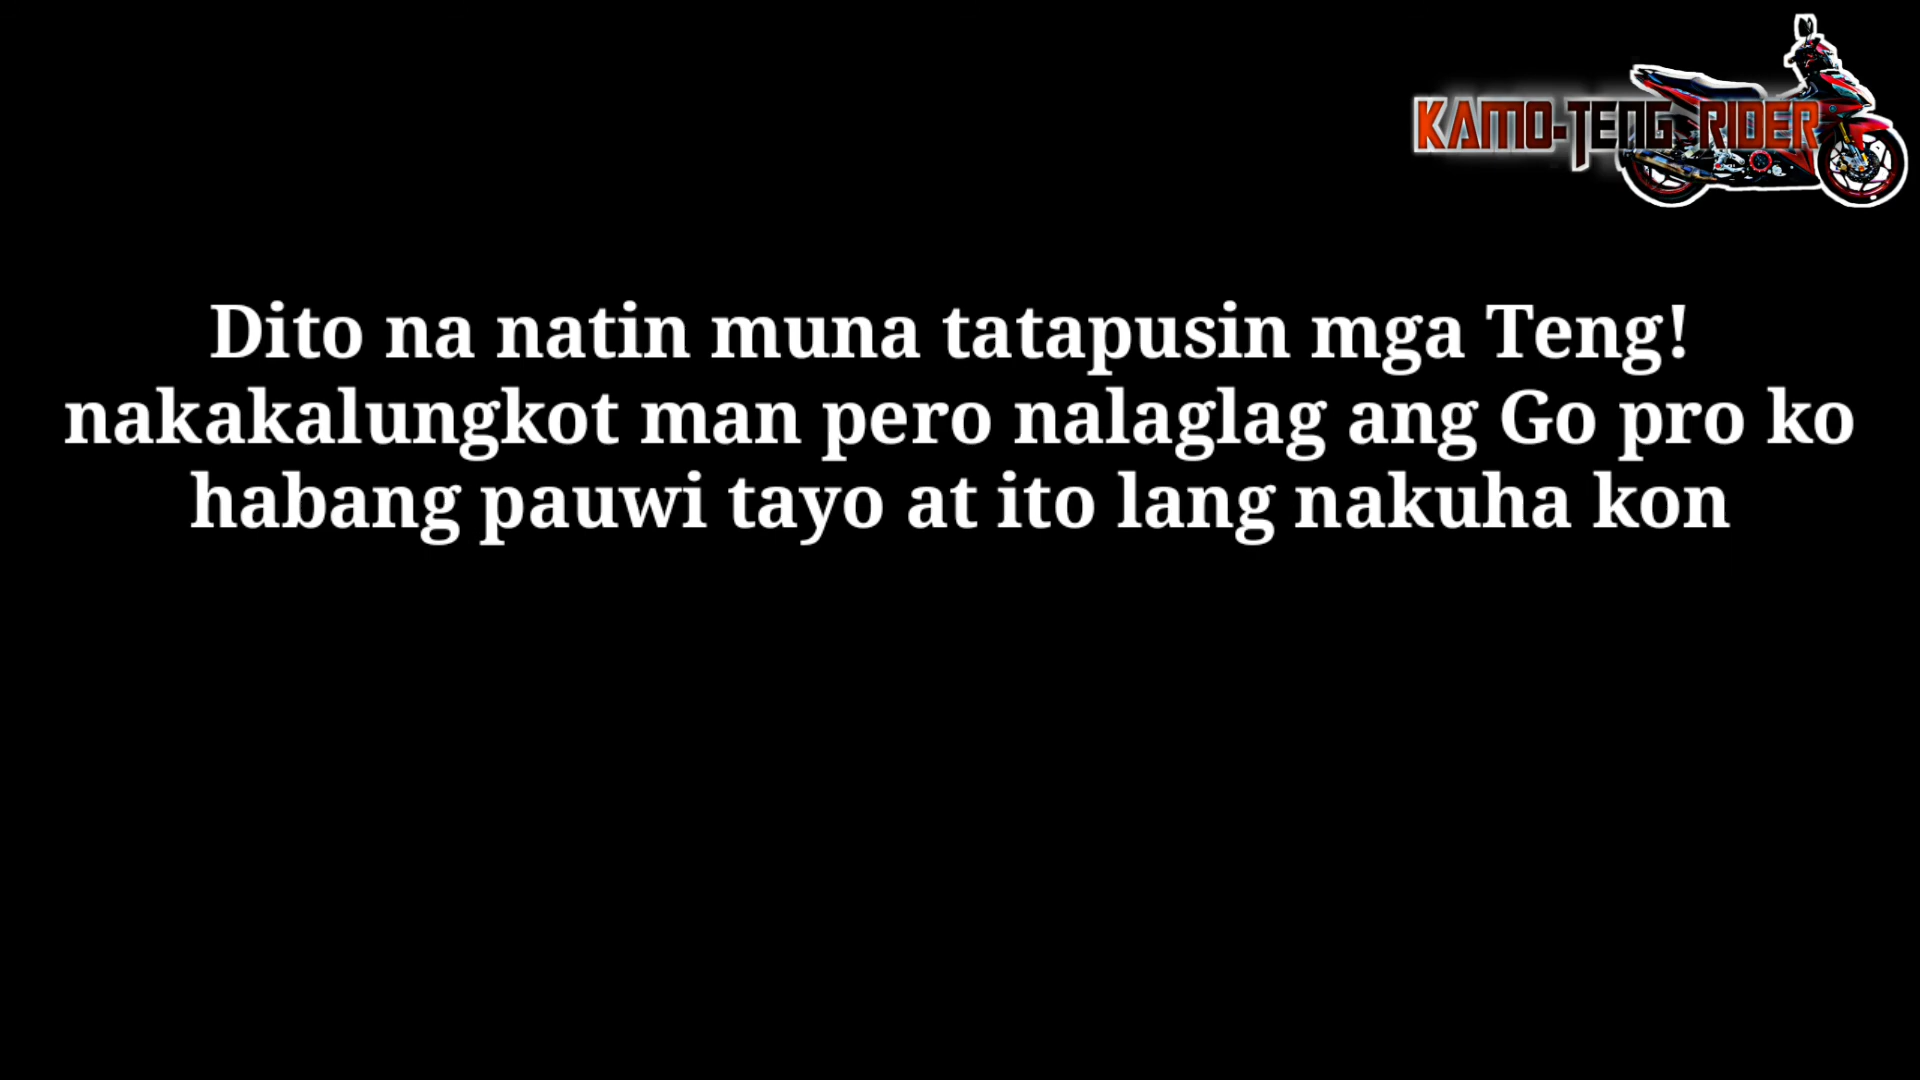 KAMO-TENG RIDER
Dito na natin muna tatapusin mga Teng!
nakakalungkot man pero nalaglag ang Go pro ko
habang pauwi tayo at ito lang nakuha kon